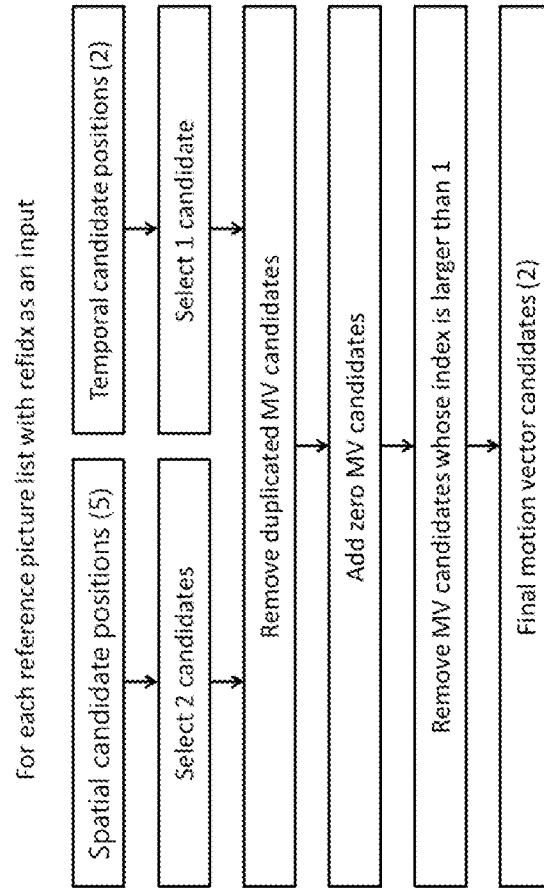 For each reference picture list with refidx as an input
Spatial candidate positions (5)
Temporal candidate positions (2)
Select 2 candidates
Select 1 candidate
Remove duplicated MV candidates
Add zero MV candidates
Remove MV candidates whose index is larger than 1
Final motion vector candidates (2)